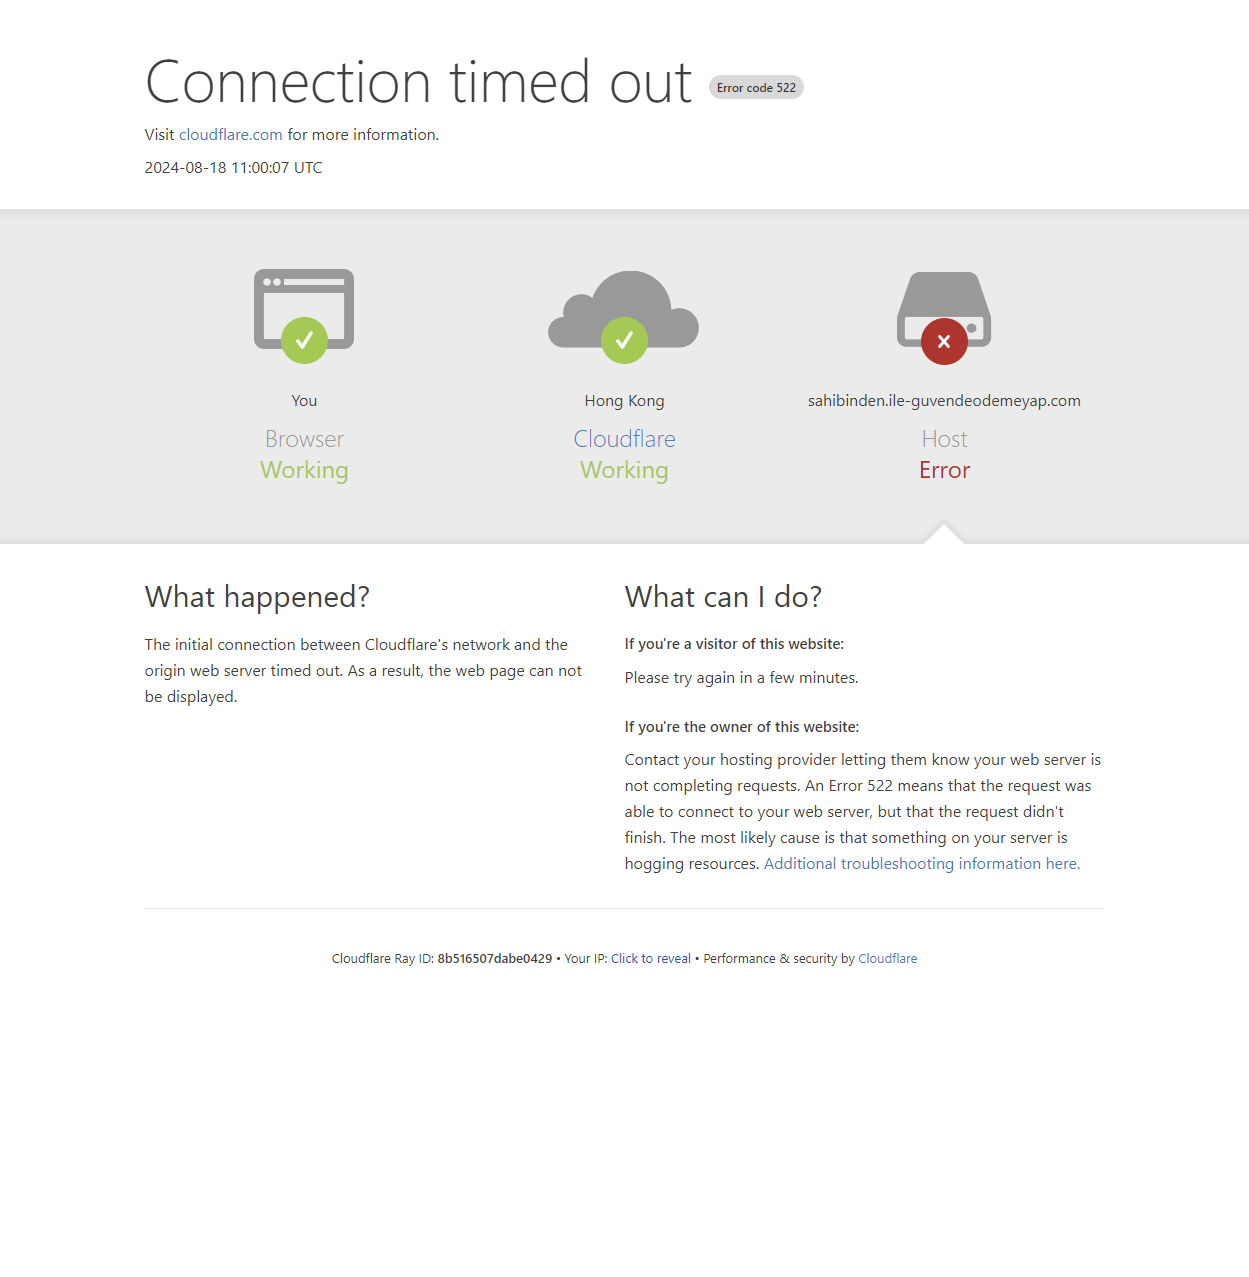 Connection timed out Error code 522
Visit cloudflare.com for more information.
2024-08-18 11:00:07 UTC
You
Browser
Working
Hong Kong
Cloudflare
Working
sahibinden.ile-guvendeodemeyap.com
Host
Error
What happened?
The initial connection between Cloudflare's network and the
origin web server timed out. As a result, the web page can not
be displayed.
What can I do?
If you're a visitor of this website:
Please try again in a few minutes.
If you're the owner of this website:
Contact your hosting provider letting them know your web server is
not completing requests. An Error 522 means that the request was
able to connect to your web server, but that the request didn't
finish. The most likely cause is that something on your server is
hogging resources. Additional troubleshooting information here.
Cloudflare Ray ID: 8b516507dabe0429 • Your IP: Click to reveal • Performance & security by Cloudflare